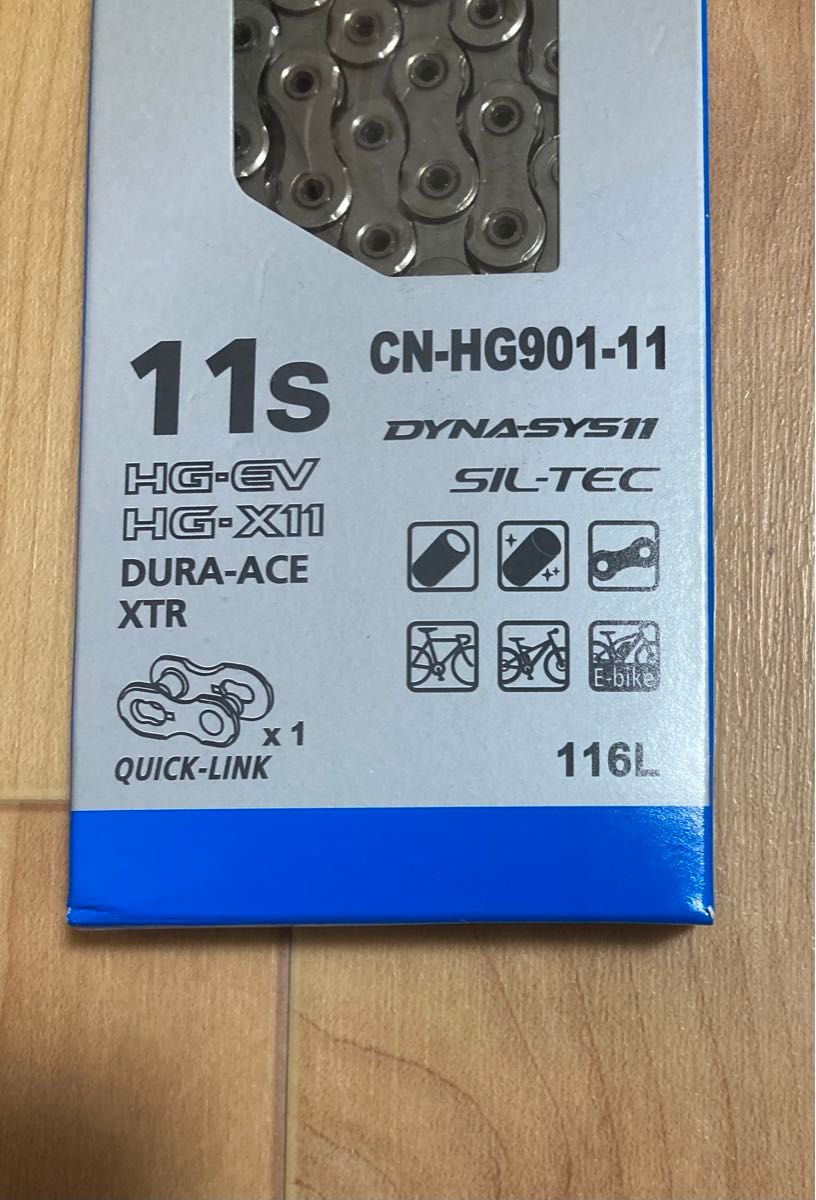 11s
CN-HG901-11
DYNA-SYS11
SIL-TEC
HG-EV
HG-X11
DURA-ACE
XTR
x 1
QUICK-LINK
E-bike
116L